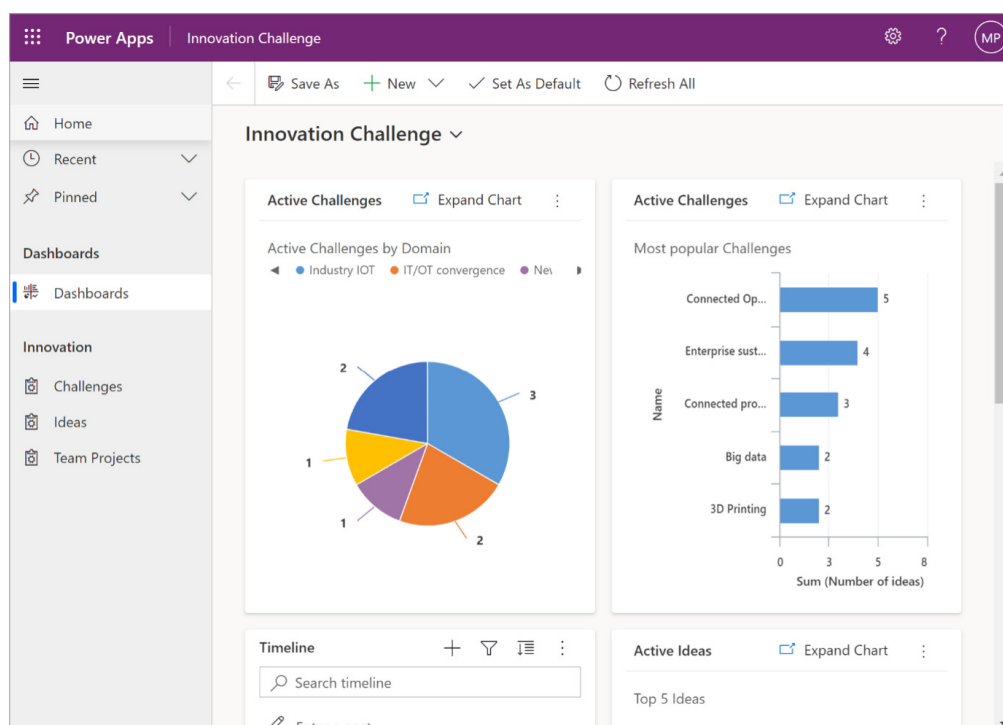 Power Apps Innovation Challenge ? MP
Save As New Set As Default Refresh All
Home
Recent
Pinned
Dashboards
Dashboards
Innovation
Challenges
Ideas
Team Projects
Innovation Challenge
Active Challenges Expand Chart
Active Challenges by Domain
Industry IOT IT/OT convergence
2
3
1
1
2
Active Challenges Expand Chart
Most popular Challenges
Name
Connected Op... 5
Enterprise sust... 4
Connected pro... 3
Big data 2
3D Printing 2
0 3 5 8
Sum (Number of ideas)
Timeline
Search timeline
Active Ideas Expand Chart
Top 5 Ideas